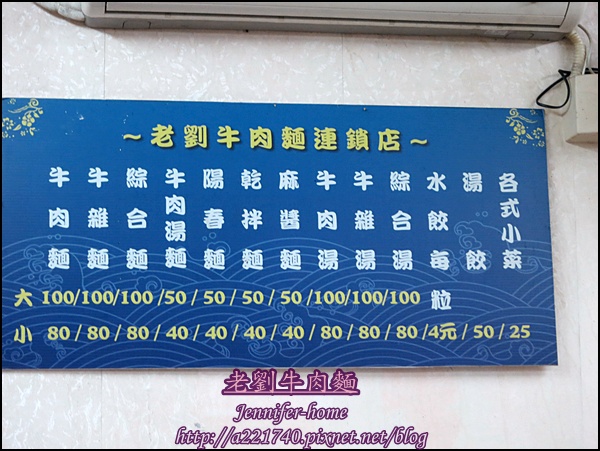 ~老劉牛肉麵連鎖店~
牛肉麵
牛雜麵
綜合麵
牛肉湯麵
陽春麵
乾拌麵
麻醬麵
牛肉湯
牛雜湯
綜合湯
水餃每粒
湯餃
各式小菜
大 100/100/100 /50 / 50 / 50 / 50 /100/100/100
小 80 / 80 / 80 / 40 / 40 / 40 / 40 / 80 / 80 / 80 /4元 / 50 / 25
老劉牛肉麵
Jennifer-home
http://a221740.pixnet.net/blog